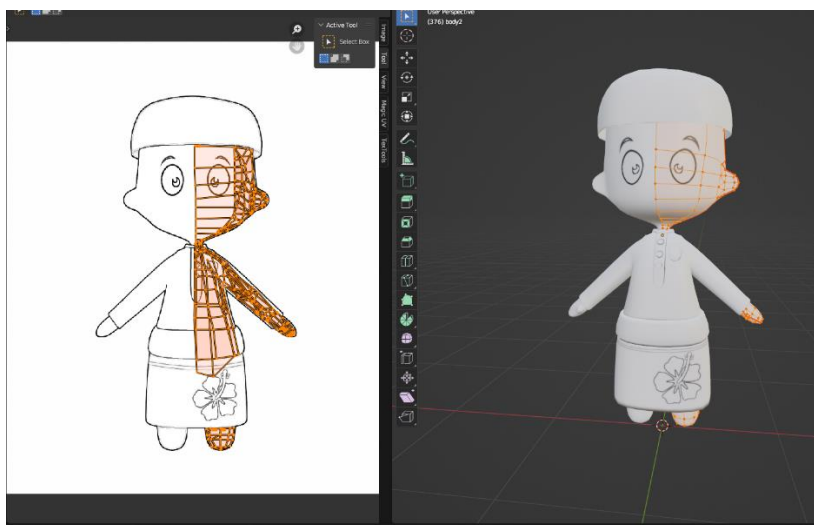 Active Tool
Select Box
Image
Tool
View
Magic UV
TexTools
User Perspective
(376) body2